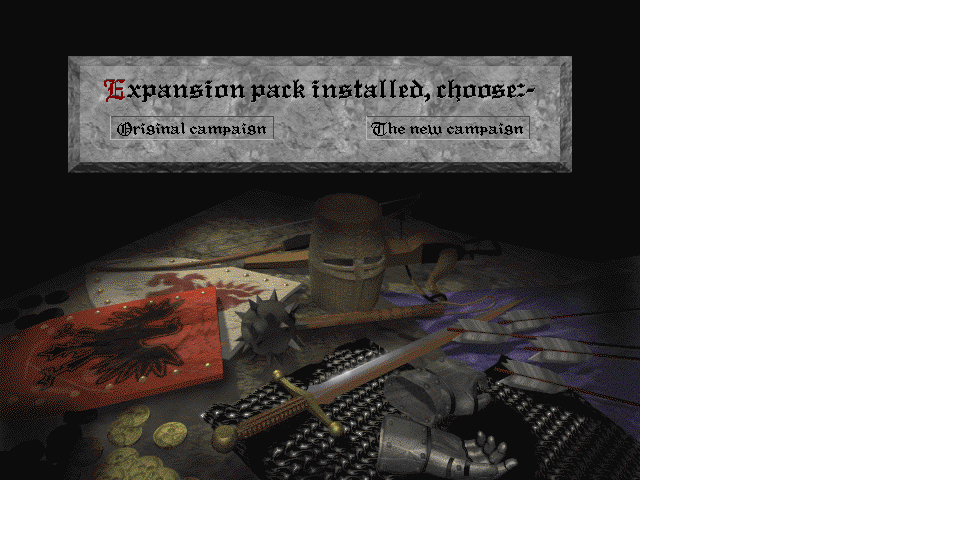 Expansion pack installed, choose:-
Original campaign
The new campaign